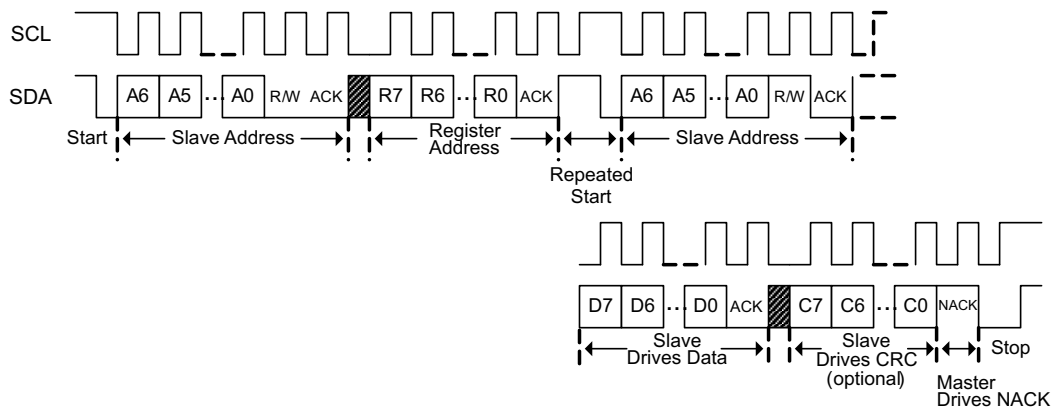 SCL
SDA
A6 A5 ... A0 R/W ACK R7 R6 ... R0 ACK A6 A5 ... A0 R/W ACK
Start
Slave Address
Register
Address
Repeated
Start
Slave Address
D7 D6 ... D0 ACK C7 C6 ... C0 NACK
Slave
Drives Data
Slave
Drives CRC
(optional)
Master
Drives NACK
Stop